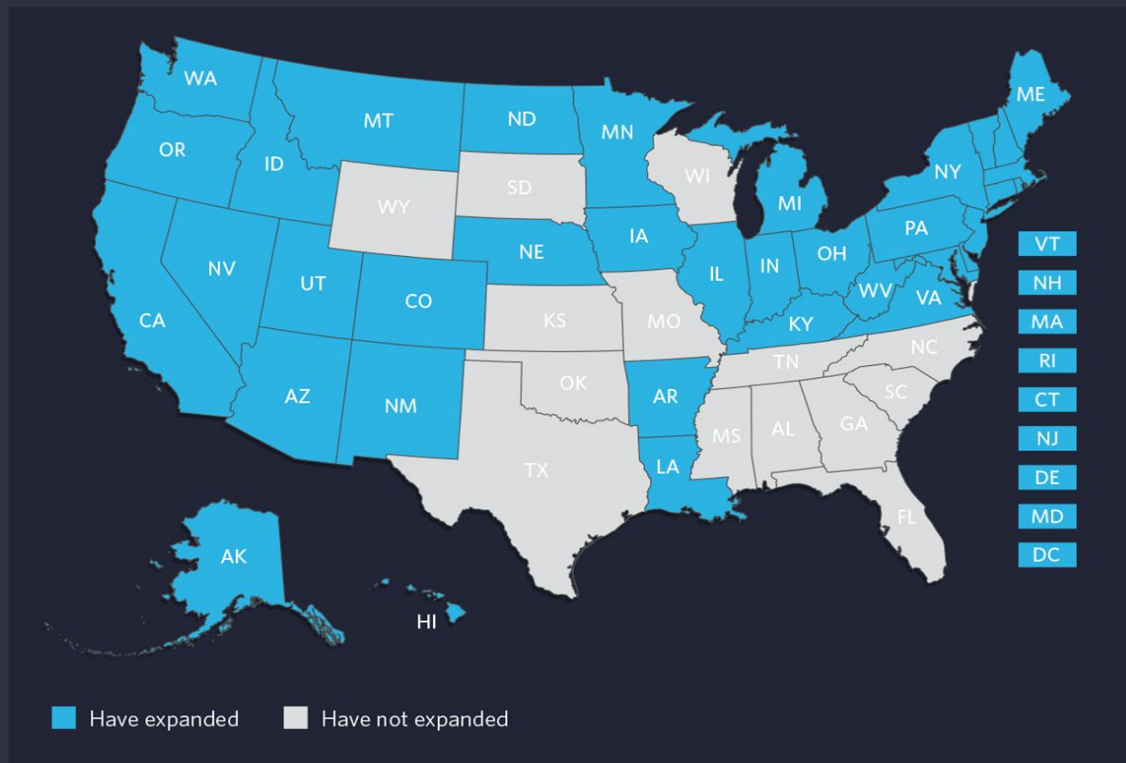 WA
MT
ND
MN
ME
OR
ID
SD
WI
NY
WY
MI
IA
PA
NE
OH
VT
NV
UT
IL
IN
WV
VA
NH
CO
CA
KS
MO
KY
MA
NC
TN
RI
AZ
NM
OK
AR
SC
CT
MS
AL
GA
NJ
TX
LA
DE
FL
MD
AK
DC
HI
Have expanded
Have not expanded